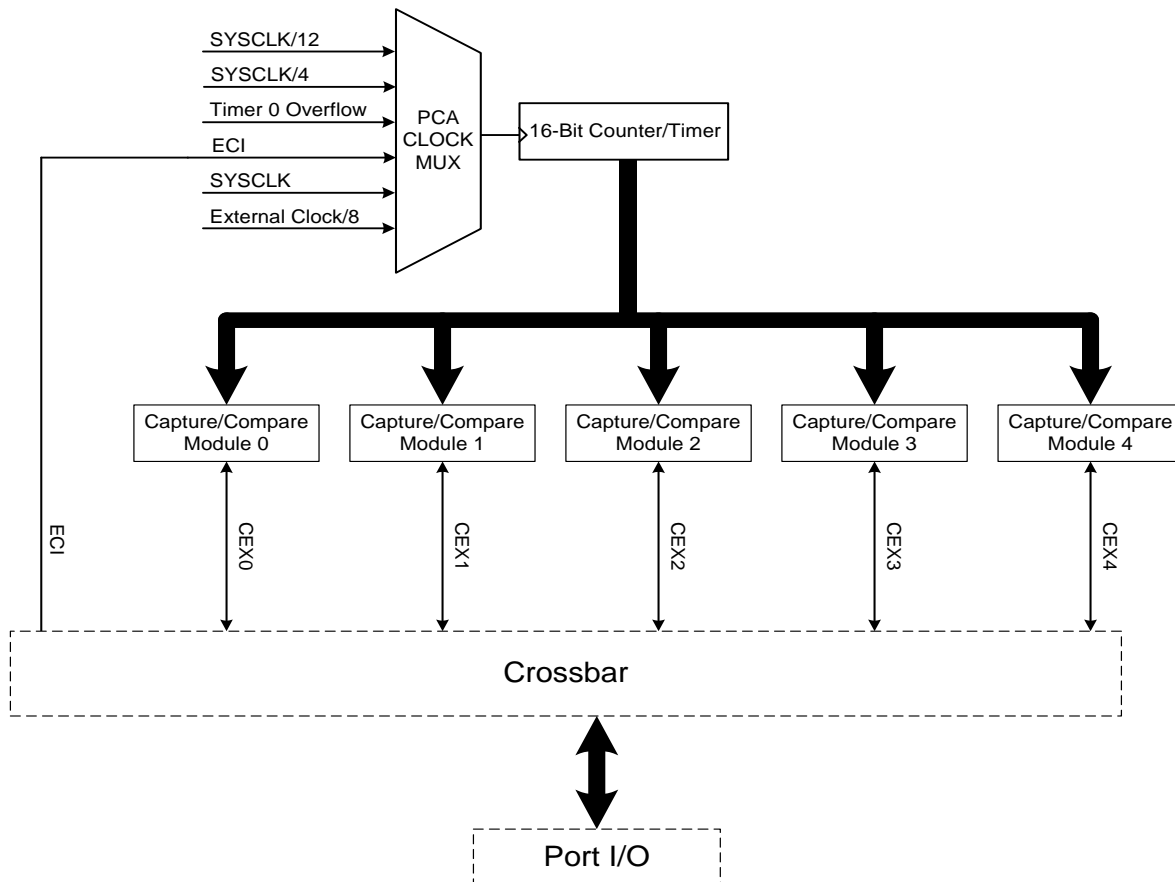 SYSCLK/12
SYSCLK/4
Timer 0 Overflow
ECI
SYSCLK
External Clock/8
PCA
CLOCK
MUX
16-Bit Counter/Timer
Capture/Compare
Module 0
Capture/Compare
Module 1
Capture/Compare
Module 2
Capture/Compare
Module 3
Capture/Compare
Module 4
ECI
CEX0
CEX1
CEX2
CEX3
CEX4
Crossbar
Port I/O